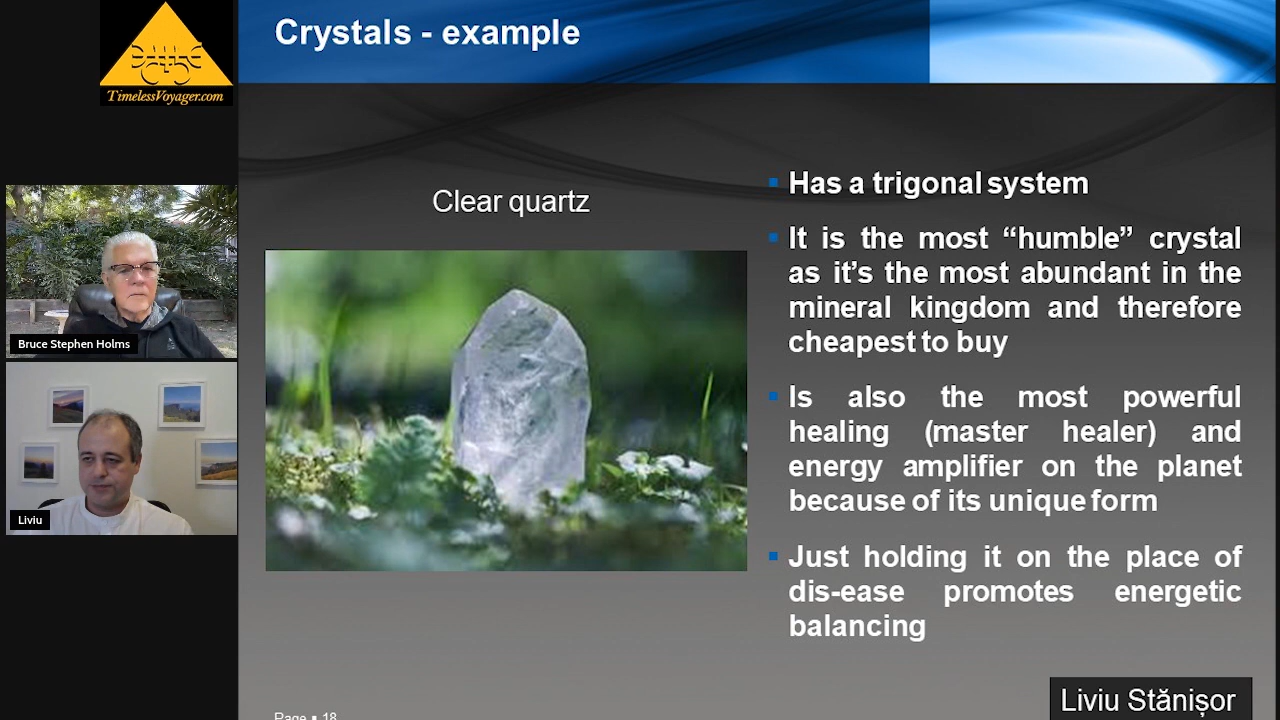 Crystals - example
TimelessVoyager.com
Clear quartz
Has a trigonal system
It is the most “humble” crystal
as it’s the most abundant in the
mineral kingdom and therefore
cheapest to buy
Is also the most powerful
healing (master healer) and
energy amplifier on the planet
because of its unique form
Just holding it on the place of
dis-ease promotes energetic
balancing
Bruce Stephen Holms
Liviu
Liviu Stănișor
Page ▪ 18